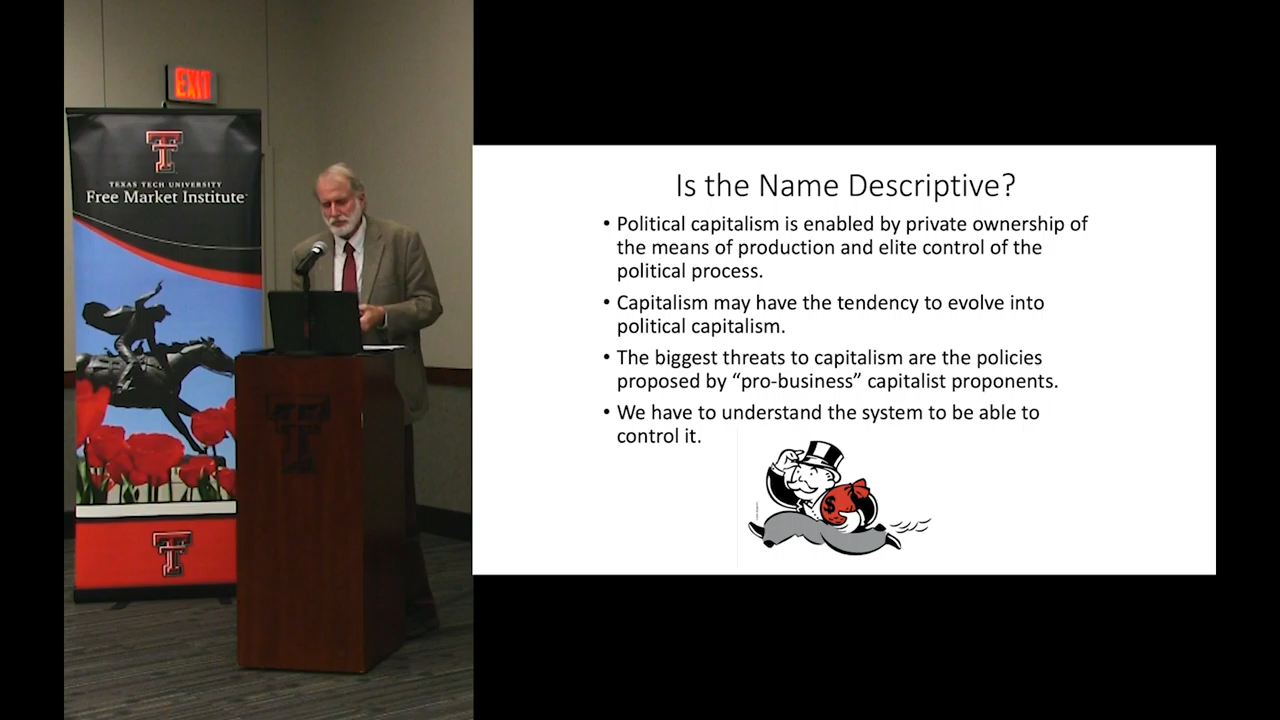 EXIT
TEXAS TECH UNIVERSITY
Free Market Institute
Is the Name Descriptive?
• Political capitalism is enabled by private ownership of
the means of production and elite control of the
political process.
• Capitalism may have the tendency to evolve into
political capitalism.
• The biggest threats to capitalism are the policies
proposed by “pro-business” capitalist proponents.
• We have to understand the system to be able to
control it.
$